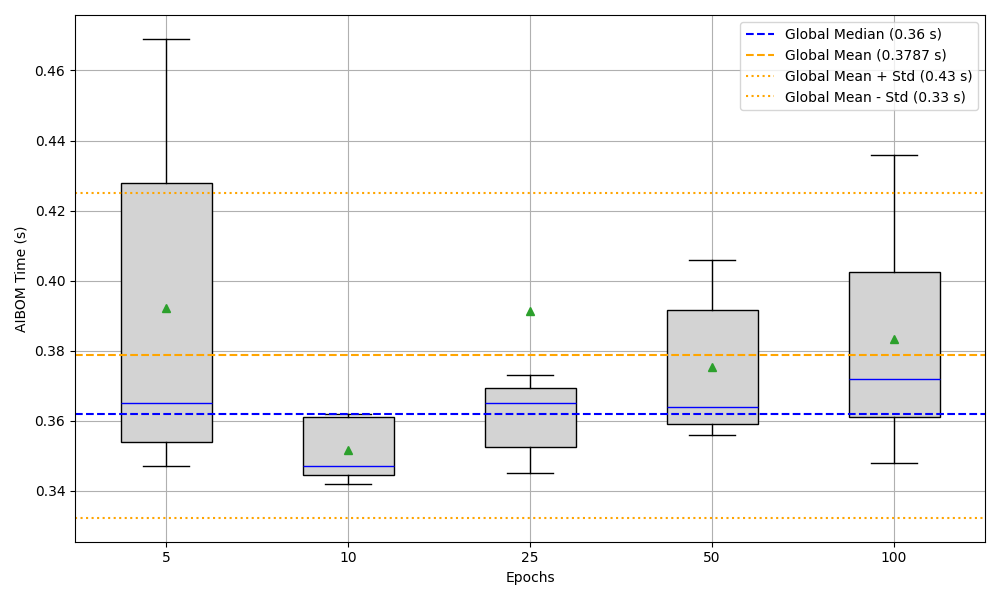 Global Median (0.36 s)
Global Mean (0.3787 s)
Global Mean + Std (0.43 s)
Global Mean - Std (0.33 s)
0.46
0.44
0.42
0.40
0.38
0.36
0.34
AIBOM Time (s)
5
10
25
50
100
Epochs